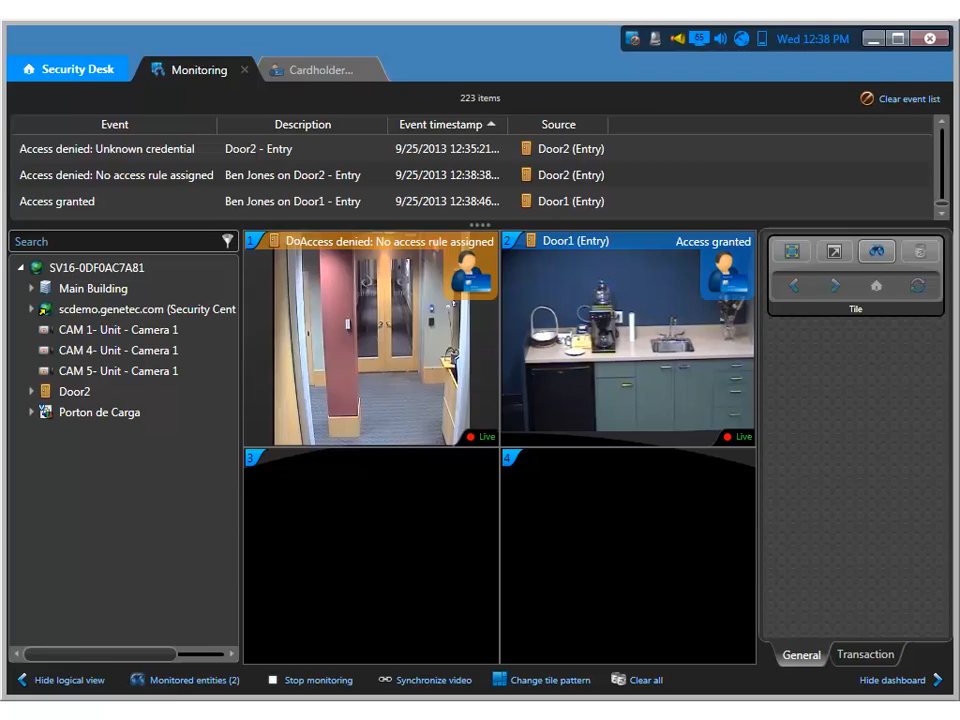 65 Wed 12:38 PM
Security Desk Monitoring Cardholder...
223 items Clear event list
Event Description Event timestamp Source
Access denied: Unknown credential Door2 - Entry 9/25/2013 12:35:21... Door2 (Entry)
Access denied: No access rule assigned Ben Jones on Door2 - Entry 9/25/2013 12:38:38... Door2 (Entry)
Access granted Ben Jones on Door1 - Entry 9/25/2013 12:38:46... Door1 (Entry)
Search
1 DoAccess denied: No access rule assigned
2 Door1 (Entry) Access granted
SV16-0DF0AC7A81
Main Building
scdemo.genetec.com (Security Cent
CAM 1- Unit - Camera 1
CAM 4- Unit - Camera 1
CAM 5- Unit - Camera 1
Door2
Porton de Carga
Tile
Live
Live
3
4
General Transaction
Hide logical view Monitored entities (2) Stop monitoring Synchronize video Change tile pattern Clear all Hide dashboard